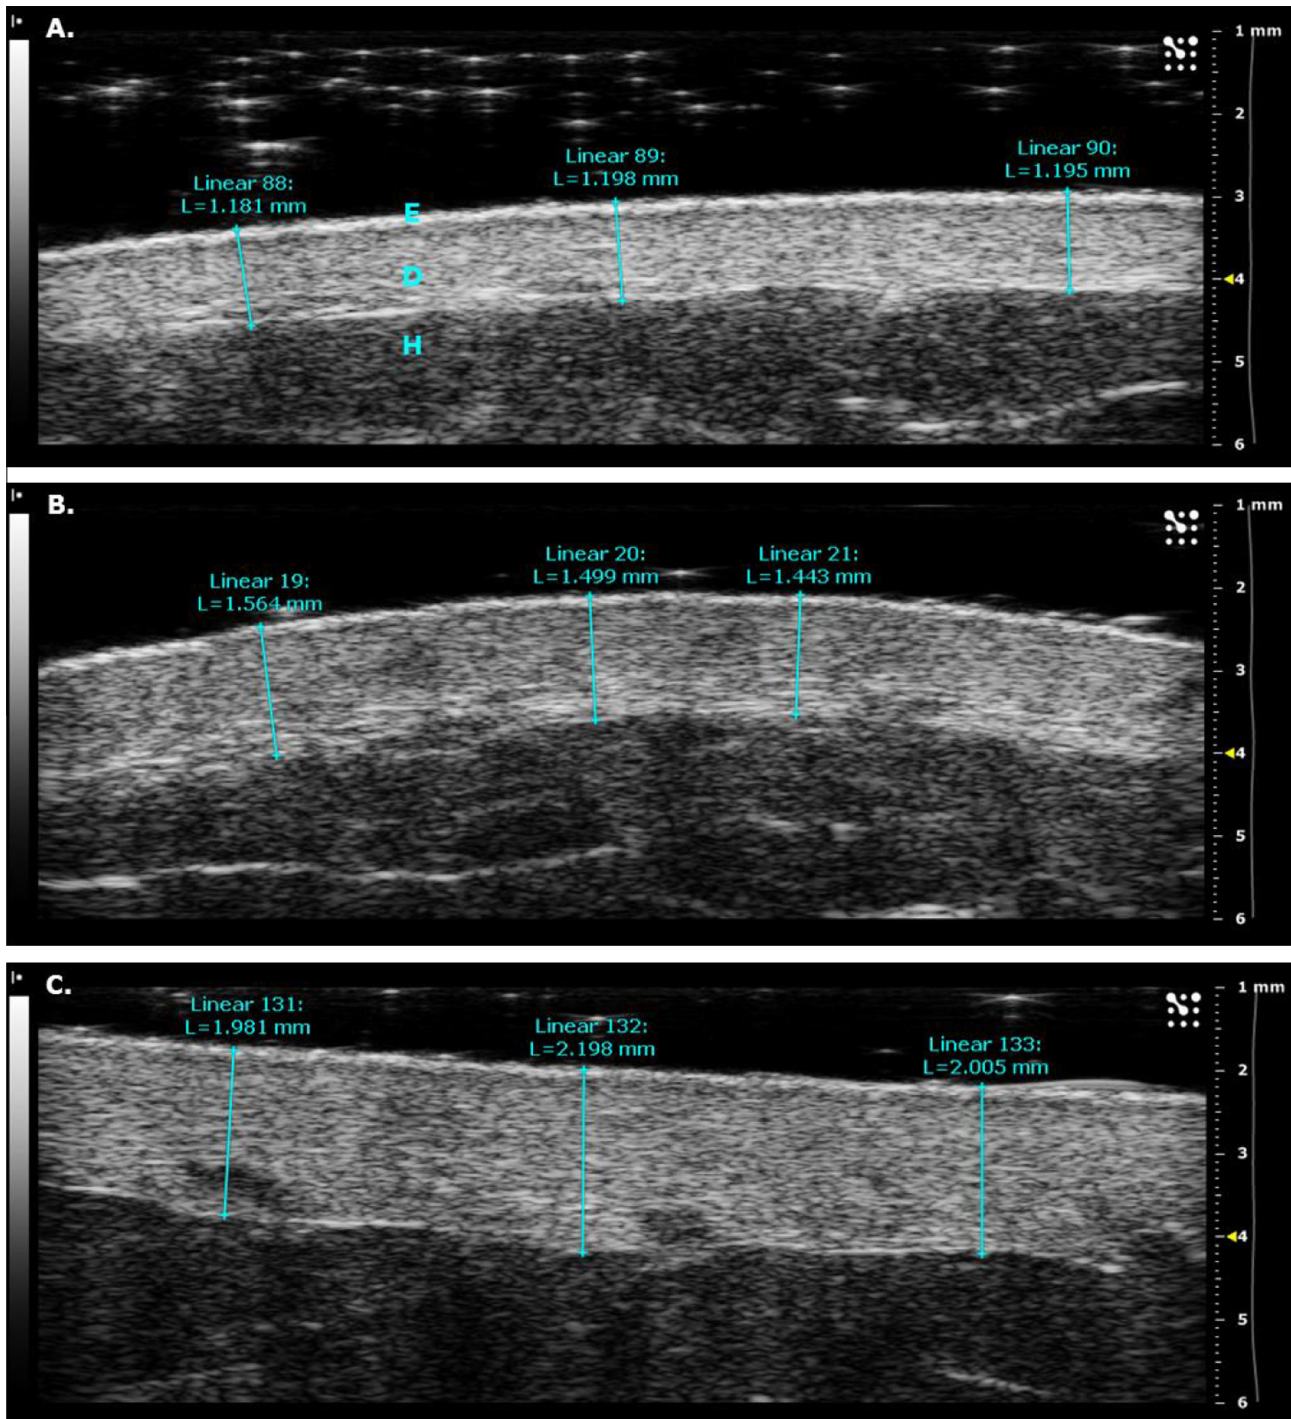 A.
1 mm
2
3
4
5
6
Linear 88:
L=1.181 mm
Linear 89:
L=1.198 mm
Linear 90:
L=1.195 mm
E
D
H
B.
1 mm
2
3
4
5
6
Linear 19:
L=1.564 mm
Linear 20:
L=1.499 mm
Linear 21:
L=1.443 mm
C.
1 mm
2
3
4
5
6
Linear 131:
L=1.981 mm
Linear 132:
L=2.198 mm
Linear 133:
L=2.005 mm